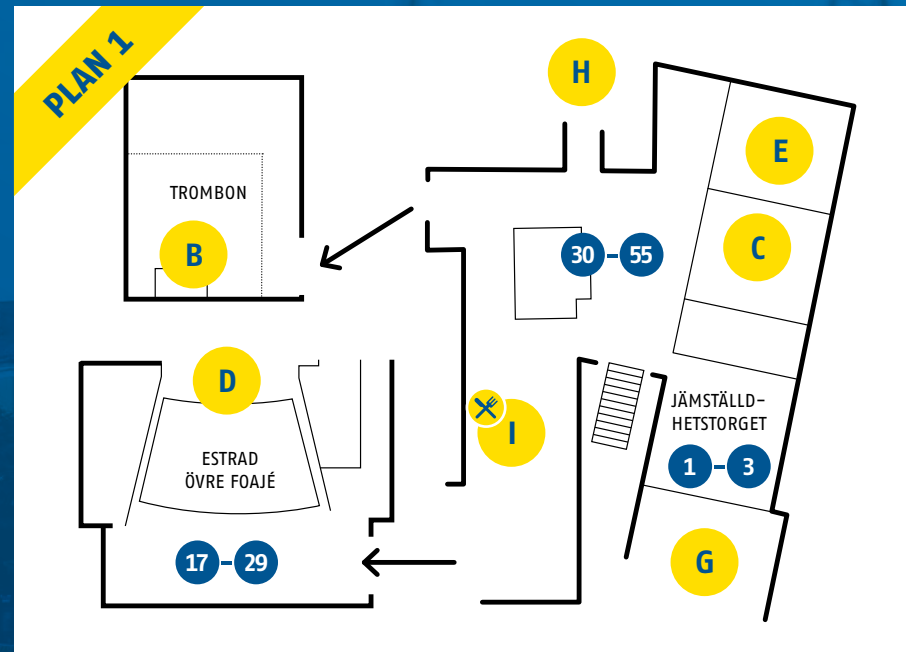 PLAN 1
H
E
TROMBON
B
C
30 – 55
D
I
JÄMSTÄLLD–
HETSTORGET
1 – 3
ESTRAD
ÖVRE FOAJÉ
17 – 29
G